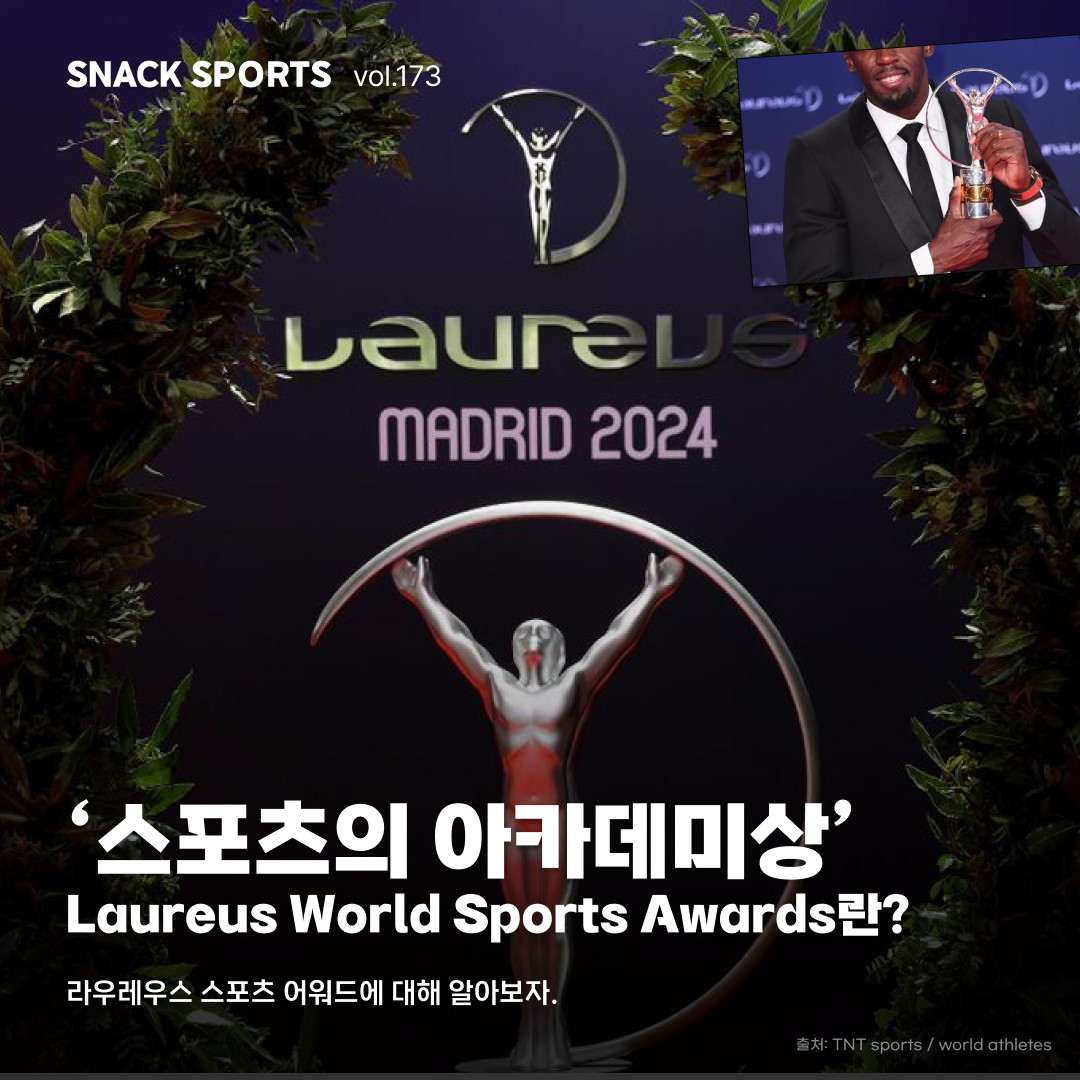 SNACK SPORTS vol.173
Laureus
MADRID 2024
‘스포츠의 아카데미상’
Laureus World Sports Awards란?
라우레우스 스포츠 어워드에 대해 알아보자.
출처: TNT sports / world athletes